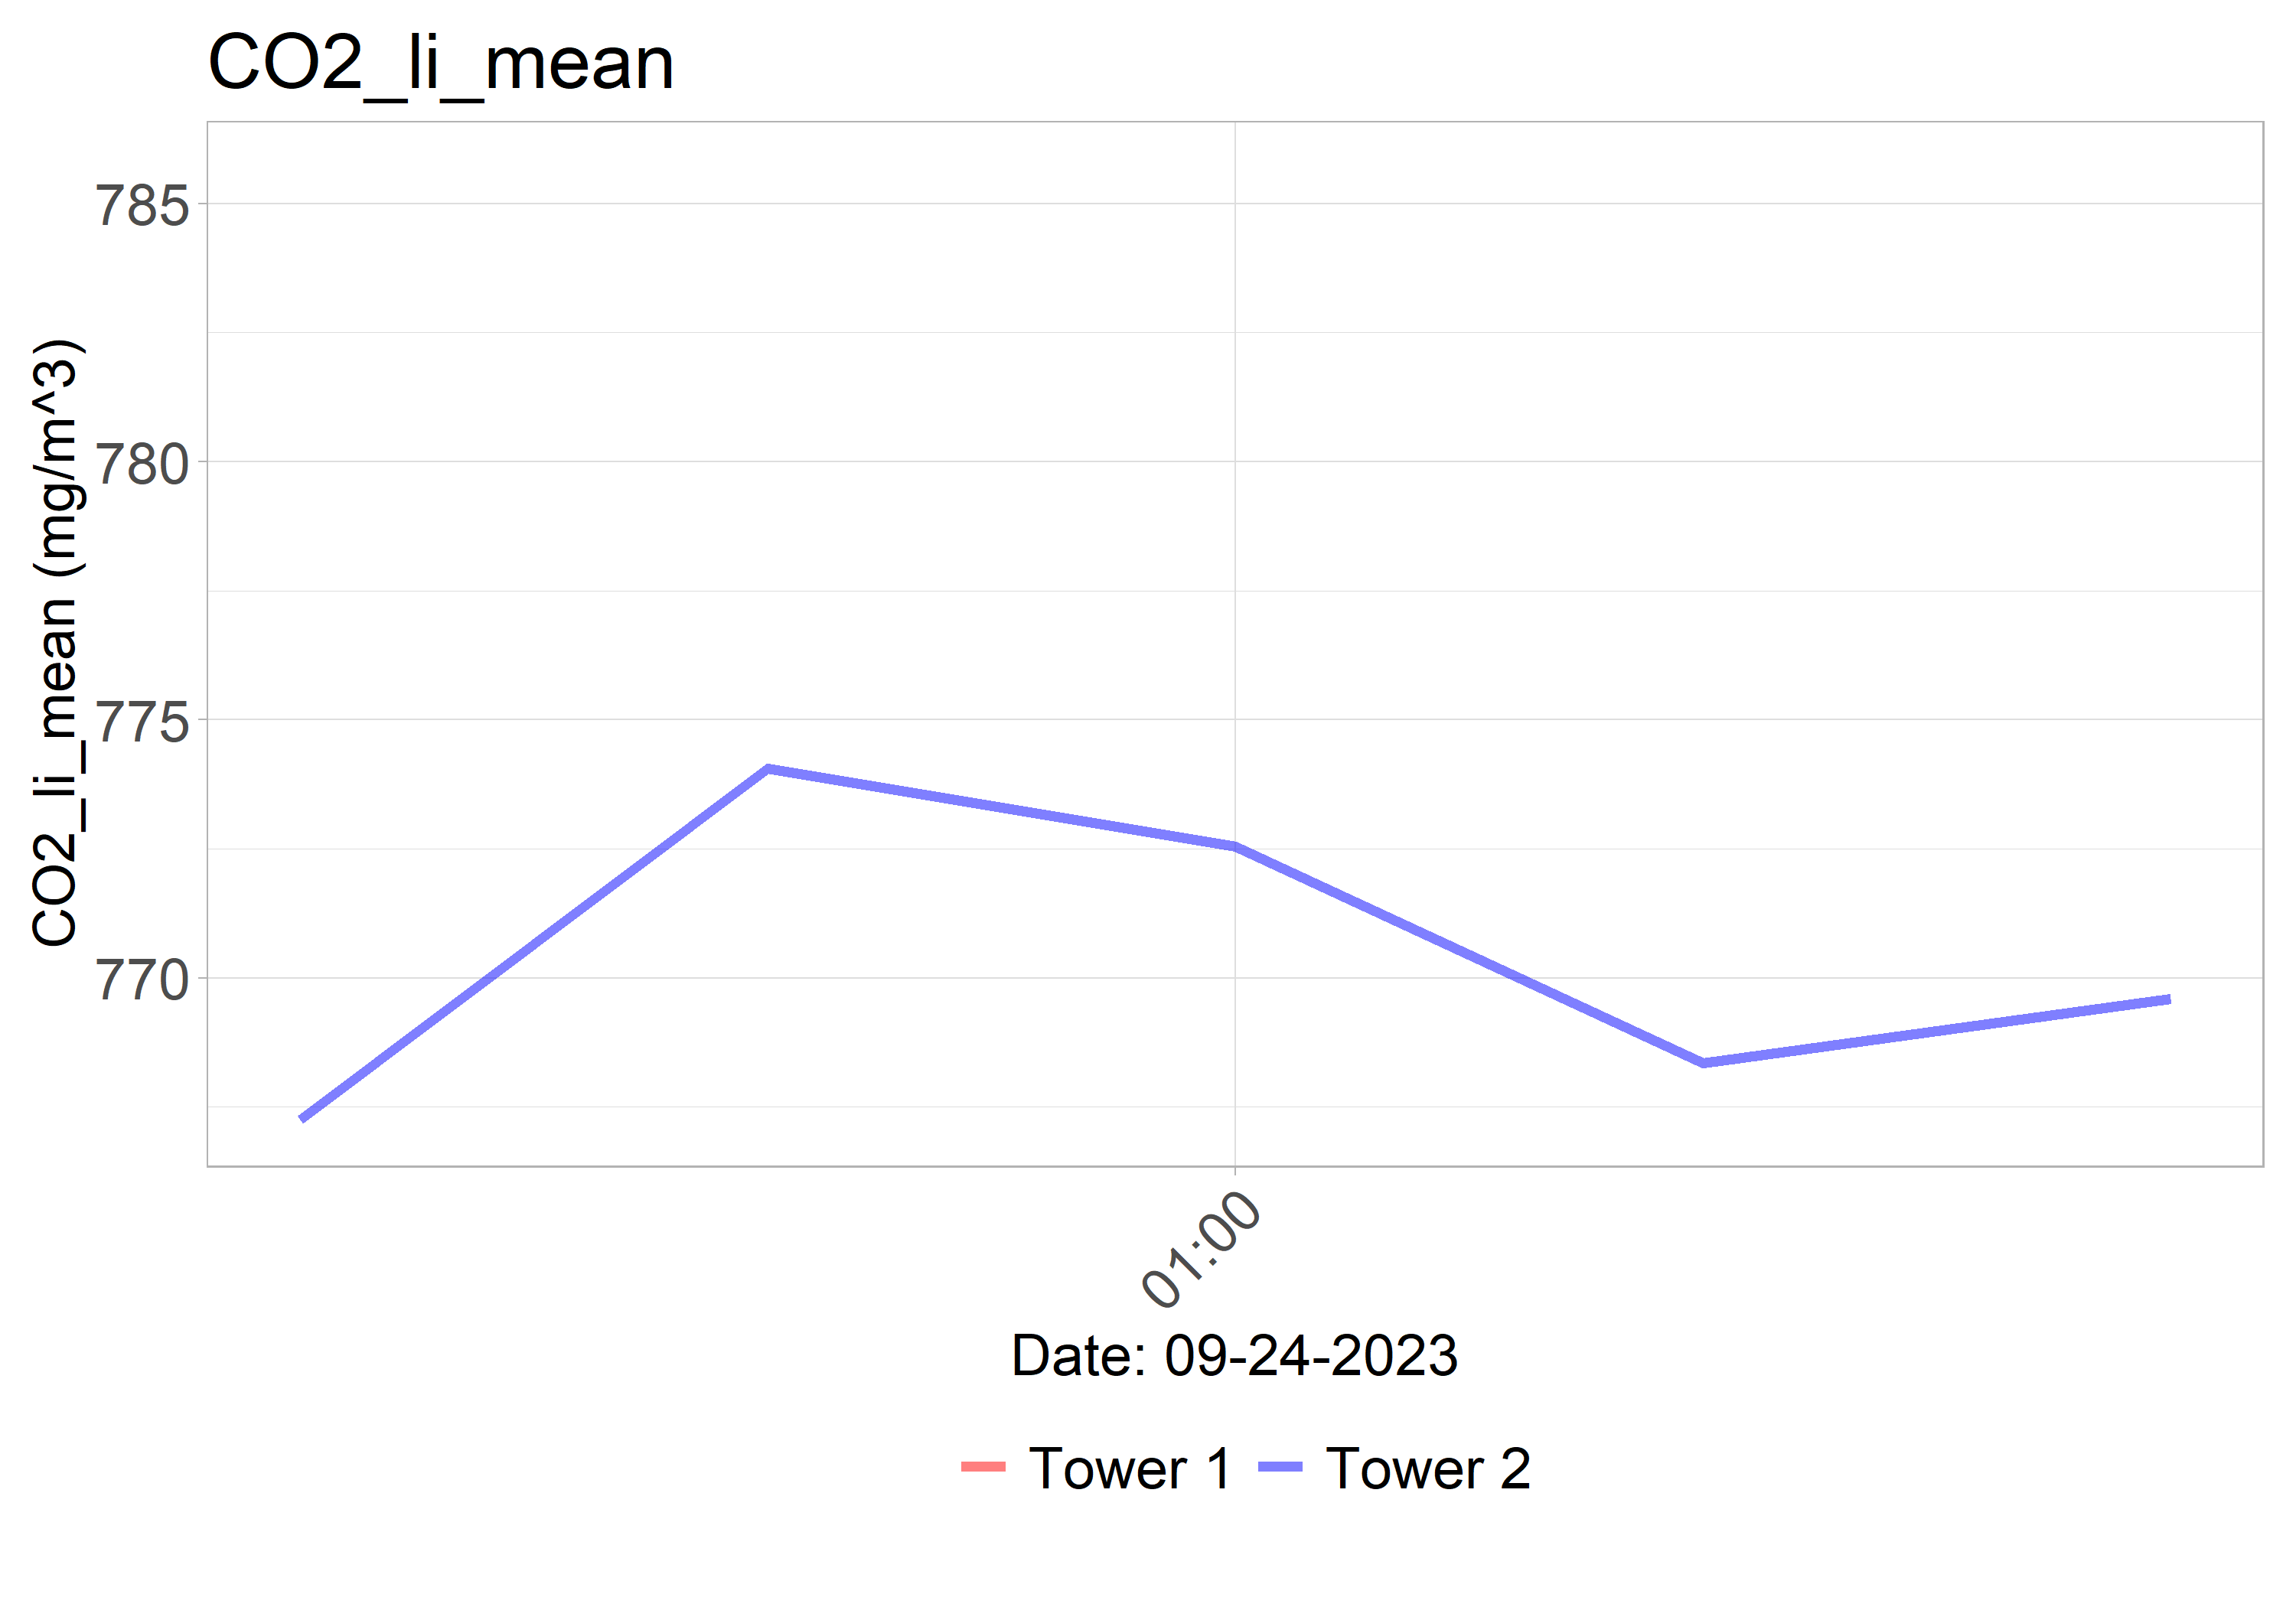 CO2_li_mean
CO2_li_mean (mg/m^3)
785
780
775
770
01:00
Date: 09-24-2023
Tower 1 Tower 2